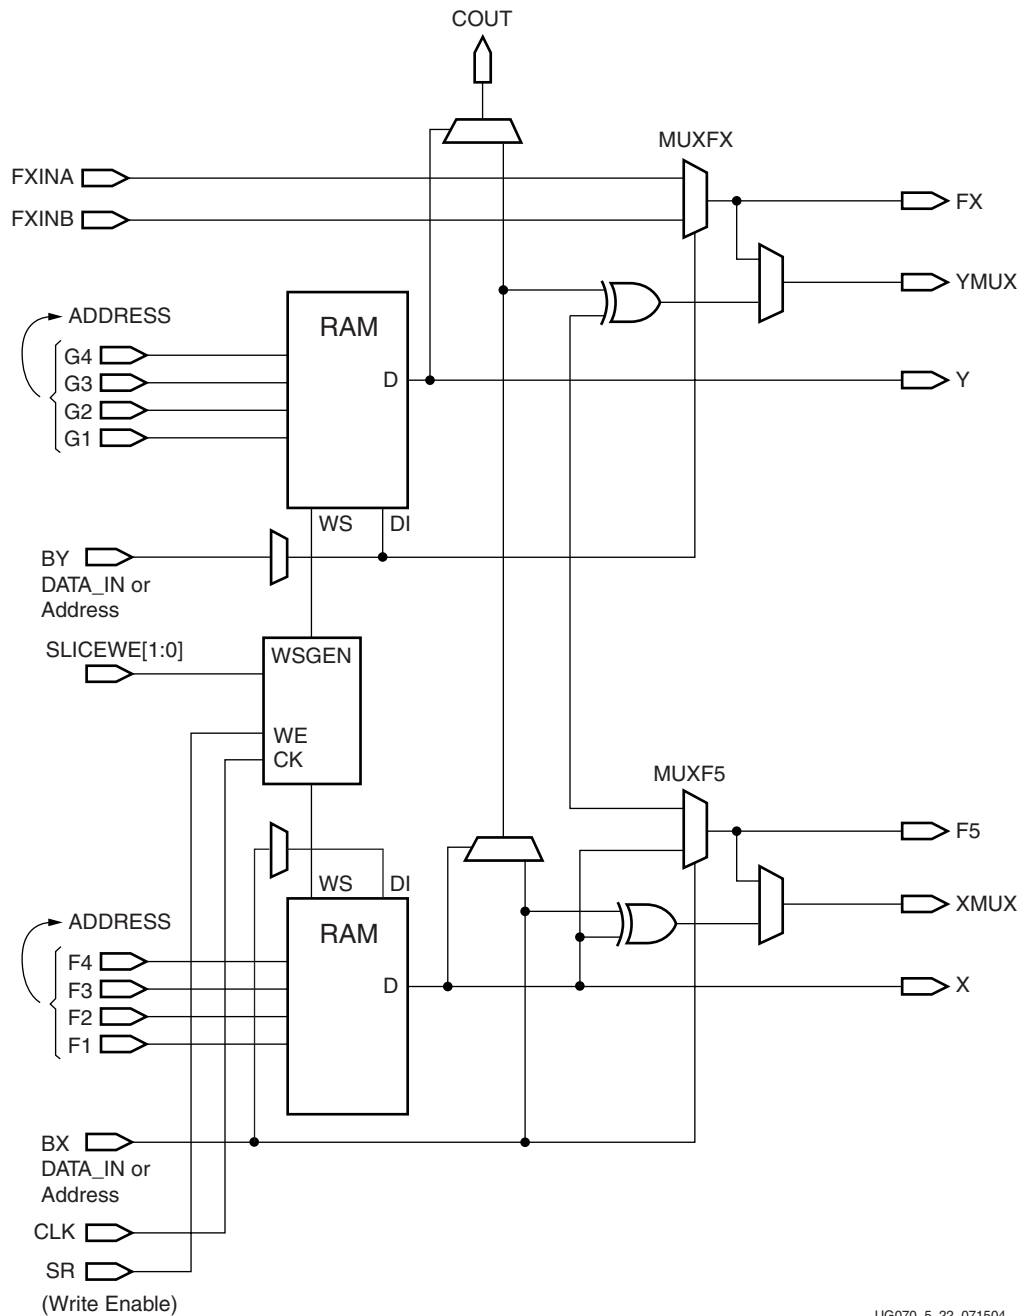 COUT
MUXFX
FXINA
FX
FXINB
YMUX
ADDRESS
RAM
G4
G3
D
Y
G2
G1
WS
DI
BY
DATA_IN or
Address
SLICEWE[1:0]
WSGEN
WE
CK
MUXF5
F5
WS
DI
XMUX
ADDRESS
RAM
F4
F3
D
X
F2
F1
BX
DATA_IN or
Address
CLK
SR
(Write Enable)
UG070_5_22_071504